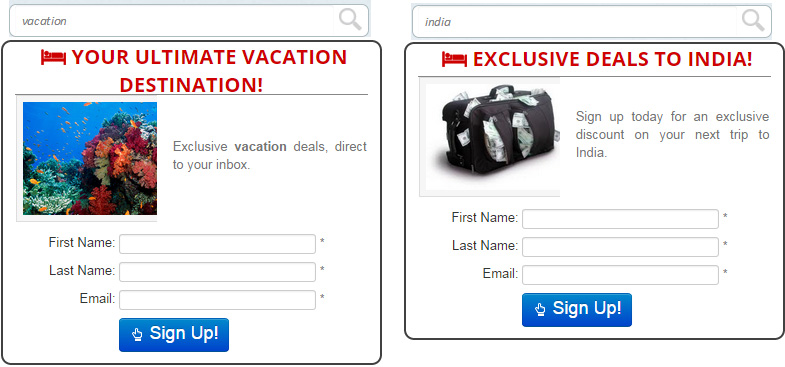 vacation
YOUR ULTIMATE VACATION
DESTINATION!
Exclusive vacation deals, direct
to your inbox.
First Name: *
Last Name: *
Email: *
Sign Up!
india
EXCLUSIVE DEALS TO INDIA!
Sign up today for an exclusive
discount on your next trip to
India.
First Name: *
Last Name: *
Email: *
Sign Up!